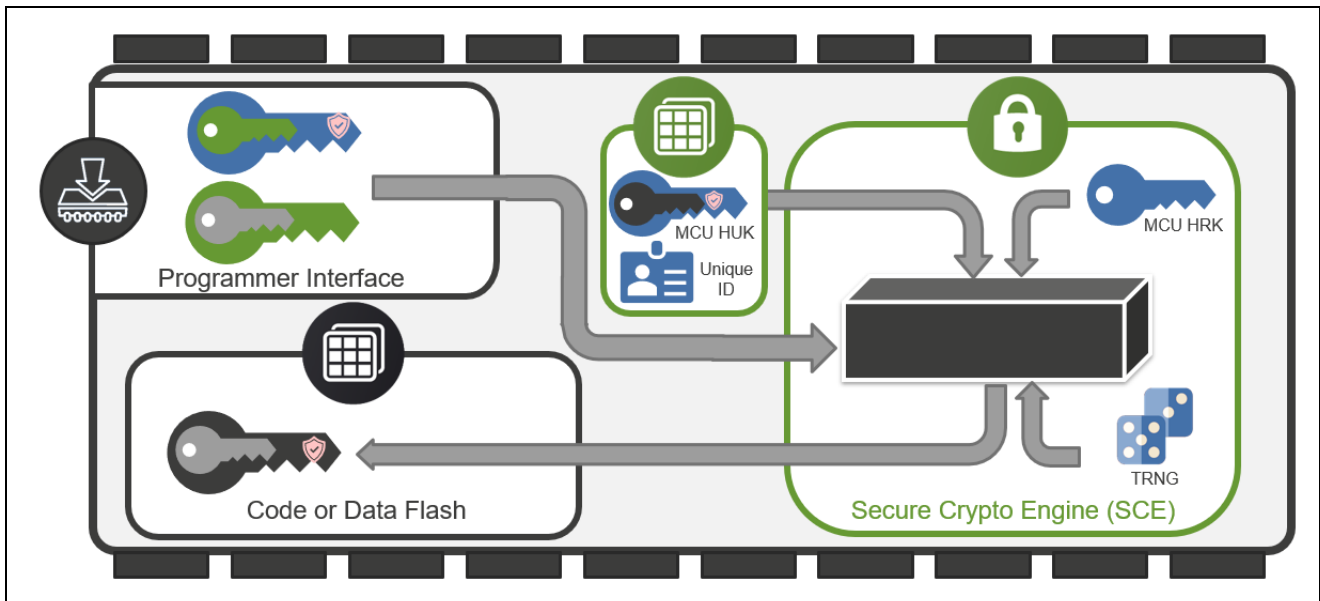 Programmer Interface
MCU HUK
Unique
ID
MCU HRK
TRNG
Code or Data Flash
Secure Crypto Engine (SCE)